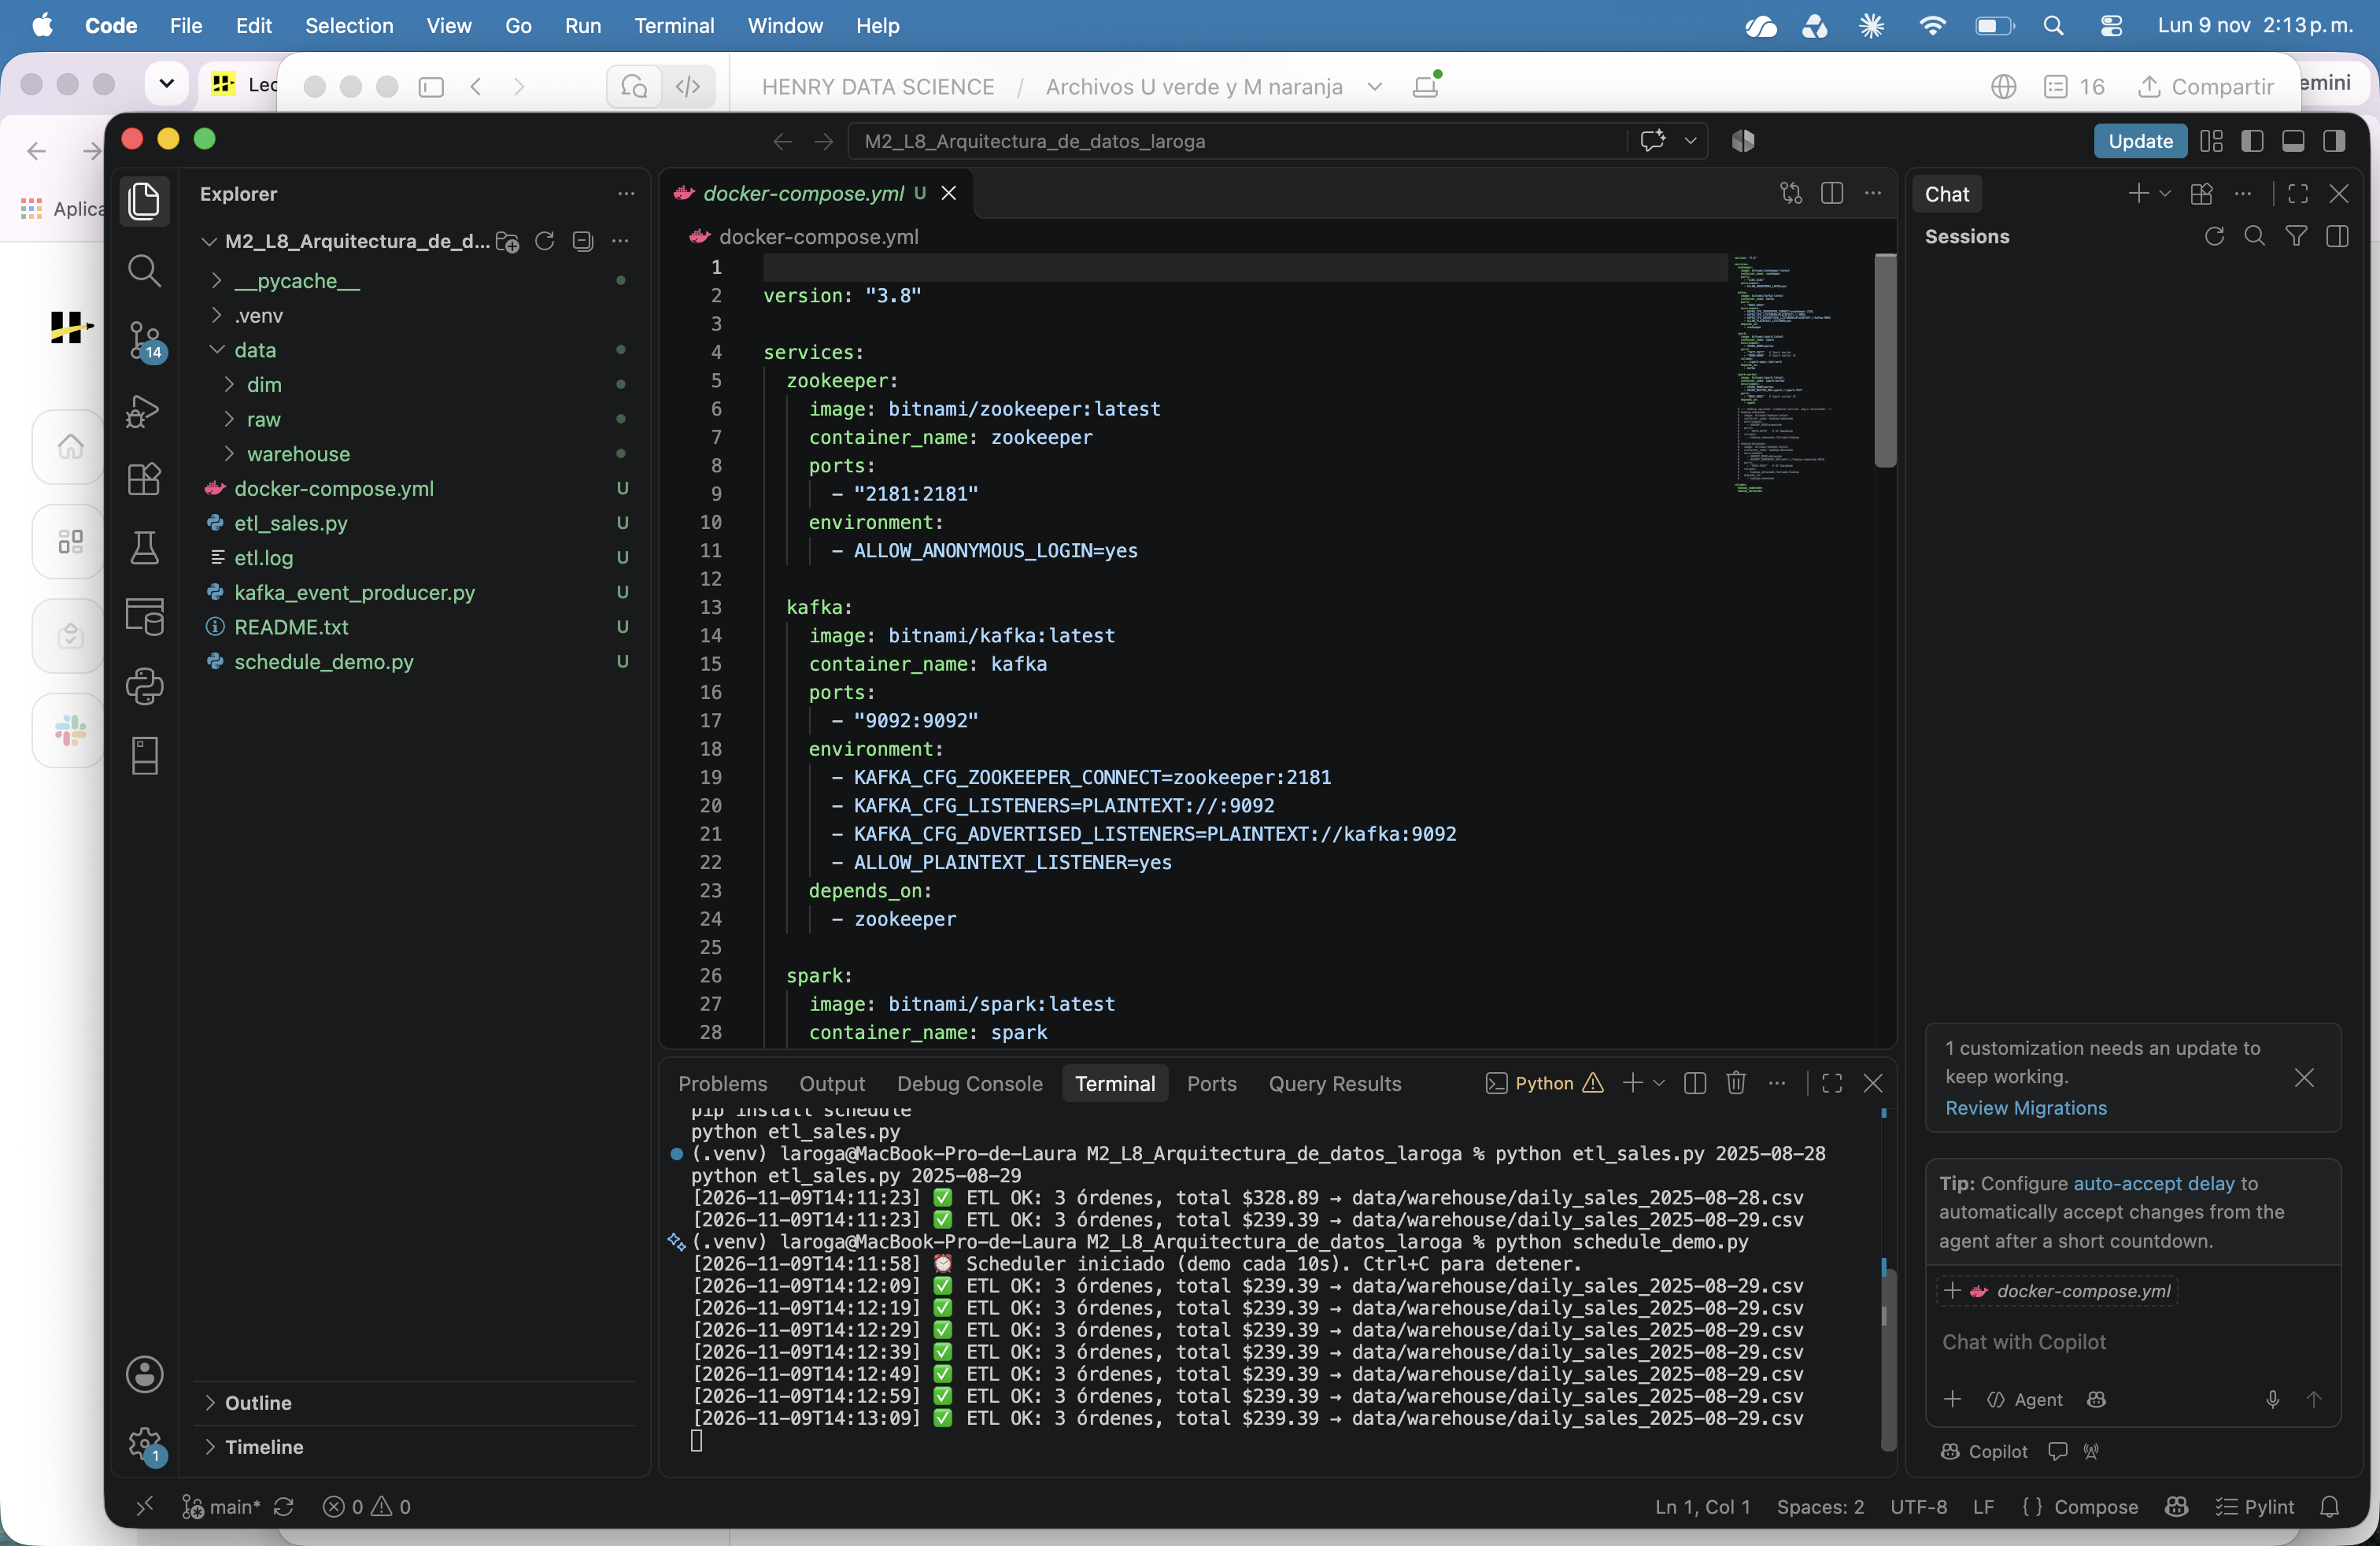 Code File Edit Selection View Go Run Terminal Window Help
Lun 9 nov 2:13 p. m.
Lec
HENRY DATA SCIENCE / Archivos U verde y M naranja
16 Compartir
emini
M2_L8_Arquitectura_de_datos_laroga
Update
Aplica
Explorer
M2_L8_Arquitectura_de_d...
__pycache__
.venv
data
dim
raw
warehouse
docker-compose.yml U
etl_sales.py U
etl.log U
kafka_event_producer.py U
README.txt U
schedule_demo.py U
14
1
Outline
Timeline
docker-compose.yml U
docker-compose.yml
1
2 version: "3.8"
3
4 services:
5 zookeeper:
6 image: bitnami/zookeeper:latest
7 container_name: zookeeper
8 ports:
9 - "2181:2181"
10 environment:
11 - ALLOW_ANONYMOUS_LOGIN=yes
12
13 kafka:
14 image: bitnami/kafka:latest
15 container_name: kafka
16 ports:
17 - "9092:9092"
18 environment:
19 - KAFKA_CFG_ZOOKEEPER_CONNECT=zookeeper:2181
20 - KAFKA_CFG_LISTENERS=PLAINTEXT://:9092
21 - KAFKA_CFG_ADVERTISED_LISTENERS=PLAINTEXT://kafka:9092
22 - ALLOW_PLAINTEXT_LISTENER=yes
23 depends_on:
24 - zookeeper
25
26 spark:
27 image: bitnami/spark:latest
28 container_name: spark
Problems Output Debug Console Terminal Ports Query Results
Python
pip install schedule
python etl_sales.py
(.venv) laroga@MacBook-Pro-de-Laura M2_L8_Arquitectura_de_datos_laroga % python etl_sales.py 2025-08-28
python etl_sales.py 2025-08-29
[2026-11-09T14:11:23] ✅ ETL OK: 3 órdenes, total $328.89 → data/warehouse/daily_sales_2025-08-28.csv
[2026-11-09T14:11:23] ✅ ETL OK: 3 órdenes, total $239.39 → data/warehouse/daily_sales_2025-08-29.csv
(.venv) laroga@MacBook-Pro-de-Laura M2_L8_Arquitectura_de_datos_laroga % python schedule_demo.py
[2026-11-09T14:11:58] ⏰ Scheduler iniciado (demo cada 10s). Ctrl+C para detener.
[2026-11-09T14:12:09] ✅ ETL OK: 3 órdenes, total $239.39 → data/warehouse/daily_sales_2025-08-29.csv
[2026-11-09T14:12:19] ✅ ETL OK: 3 órdenes, total $239.39 → data/warehouse/daily_sales_2025-08-29.csv
[2026-11-09T14:12:29] ✅ ETL OK: 3 órdenes, total $239.39 → data/warehouse/daily_sales_2025-08-29.csv
[2026-11-09T14:12:39] ✅ ETL OK: 3 órdenes, total $239.39 → data/warehouse/daily_sales_2025-08-29.csv
[2026-11-09T14:12:49] ✅ ETL OK: 3 órdenes, total $239.39 → data/warehouse/daily_sales_2025-08-29.csv
[2026-11-09T14:12:59] ✅ ETL OK: 3 órdenes, total $239.39 → data/warehouse/daily_sales_2025-08-29.csv
[2026-11-09T14:13:09] ✅ ETL OK: 3 órdenes, total $239.39 → data/warehouse/daily_sales_2025-08-29.csv
Chat
Sessions
1 customization needs an update to
keep working.
Review Migrations
Tip: Configure auto-accept delay to
automatically accept changes from the
agent after a short countdown.
docker-compose.yml
Chat with Copilot
Agent
Copilot
main* 0 0
Ln 1, Col 1 Spaces: 2 UTF-8 LF { } Compose Pylint